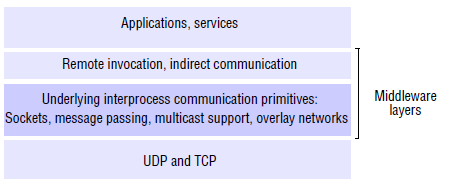 Applications, services
Remote invocation, indirect communication
Underlying interprocess communication primitives:
Sockets, message passing, multicast support, overlay networks
Middleware
layers
UDP and TCP